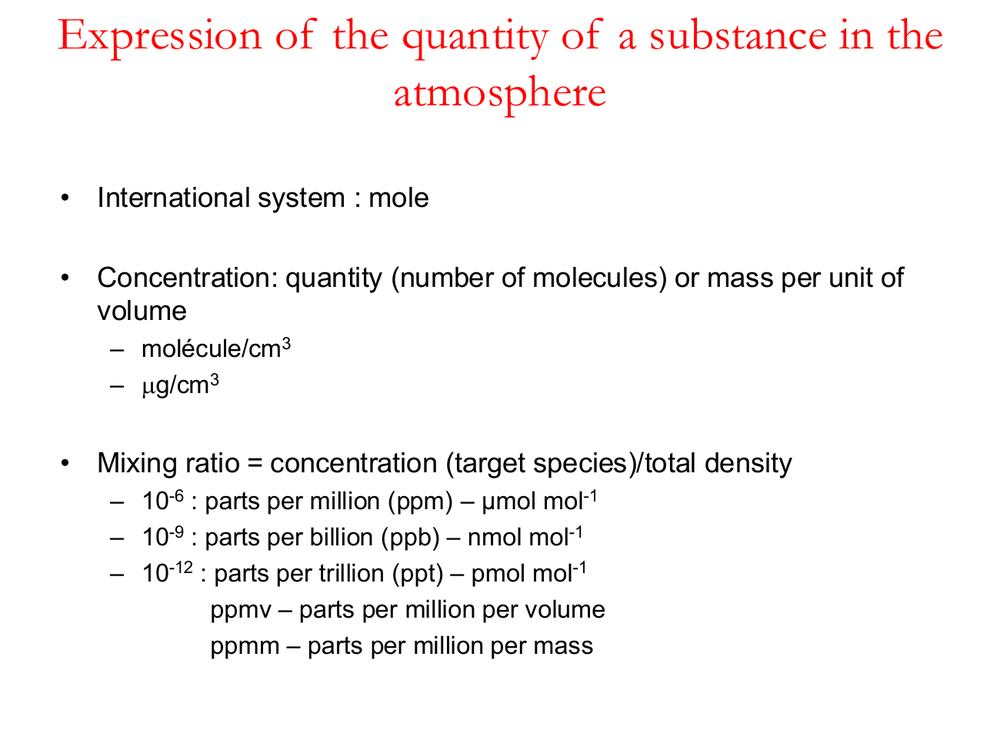 Expression of the quantity of a substance in the
atmosphere
• International system : mole
• Concentration: quantity (number of molecules) or mass per unit of
volume
– molécule/cm³
– μg/cm³
• Mixing ratio = concentration (target species)/total density
– 10⁻⁶ : parts per million (ppm) – µmol mol⁻¹
– 10⁻⁹ : parts per billion (ppb) – nmol mol⁻¹
– 10⁻¹² : parts per trillion (ppt) – pmol mol⁻¹
ppmv – parts per million per volume
ppmm – parts per million per mass